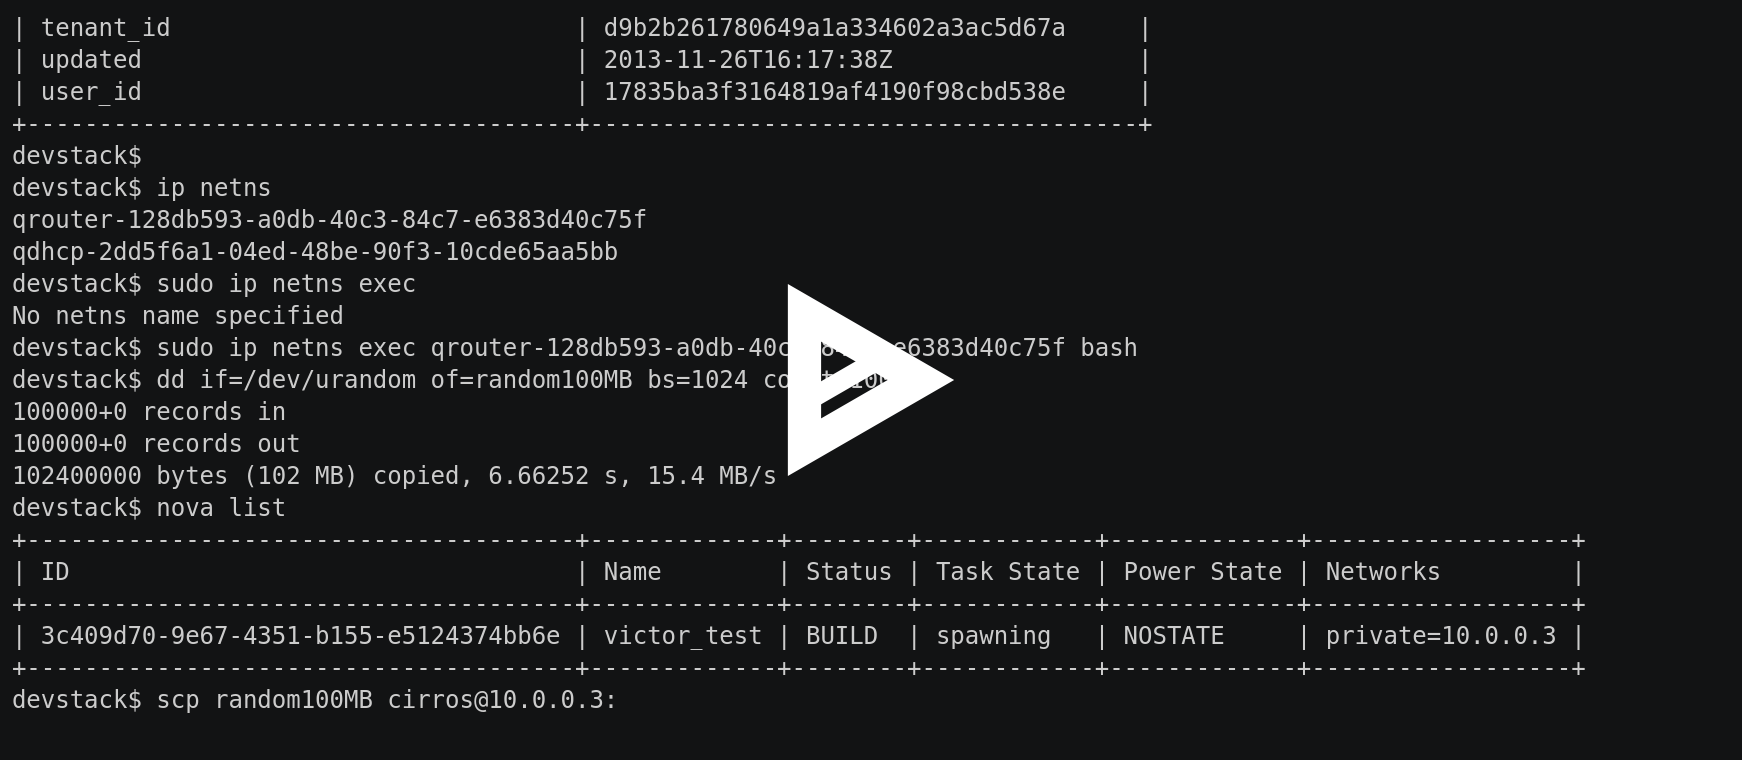 | tenant_id                            | d9b2b261780649a1a334602a3ac5d67a     |
| updated                              | 2013-11-26T16:17:38Z                 |
| user_id                              | 17835ba3f3164819af4190f98cbd538e     |
+--------------------------------------+--------------------------------------+
devstack$
devstack$ ip netns
qrouter-128db593-a0db-40c3-84c7-e6383d40c75f
qdhcp-2dd5f6a1-04ed-48be-90f3-10cde65aa5bb
devstack$ sudo ip netns exec
No netns name specified
devstack$ sudo ip netns exec qrouter-128db593-a0db-40c3-84c7-e6383d40c75f bash
devstack$ dd if=/dev/urandom of=random100MB bs=1024
100000+0 records in
100000+0 records out
102400000 bytes (102 MB) copied, 6.66252 s, 15.4 MB/s
devstack$ nova list
+--------------------------------------+-------------+--------+------------+-------------+------------------+
| ID                                   | Name        | Status | Task State | Power State | Networks         |
+--------------------------------------+-------------+--------+------------+-------------+------------------+
| 3c409d70-9e67-4351-b155-e5124374bb6e | victor_test | BUILD  | spawning   | NOSTATE     | private=10.0.0.3 |
+--------------------------------------+-------------+--------+------------+-------------+------------------+
devstack$ scp random100MB cirros@10.0.0.3: